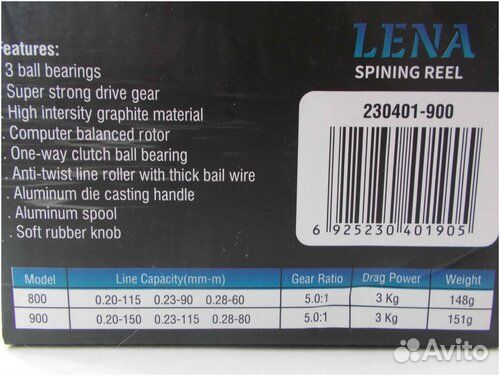 Features:
3 ball bearings
. Super strong drive gear
. High intersity graphite material
. Computer balanced rotor
. One-way clutch ball bearing
. Anti-twist line roller with thick bail wire
. Aluminum die casting handle
. Aluminum spool
. Soft rubber knob
LENA
SPINING REEL
230401-900
6 925230 401905
Model Line Capacity(mm-m) Gear Ratio Drag Power Weight
800 0.20-115 0.23-90 0.28-60 5.0:1 3 Kg 148g
900 0.20-150 0.23-115 0.28-80 5.0:1 3 Kg 151g
Avito